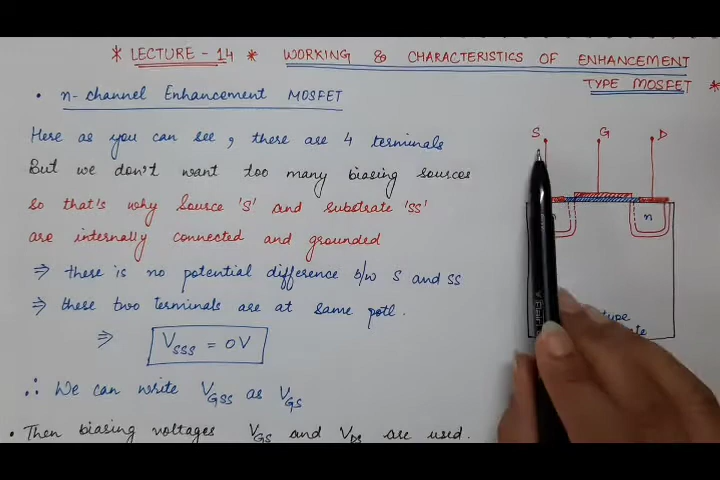 * LECTURE - 14 * WORKING & CHARACTERISTICS OF ENHANCEMENT
TYPE MOSFET *
• n-channel Enhancement MOSFET
Here as you can see, there are 4 terminals
But we don't want too many biasing sources
So that's why Source 'S' and substrate 'SS'
are internally connected and grounded
⇒ there is no potential difference b/w S and SS
⇒ these two terminals are at same potl.
⇒ VSSS = 0V
∴ We can write VGSS as VGS
• Then biasing voltages VGS and VDS are used.
S G D
n n
type